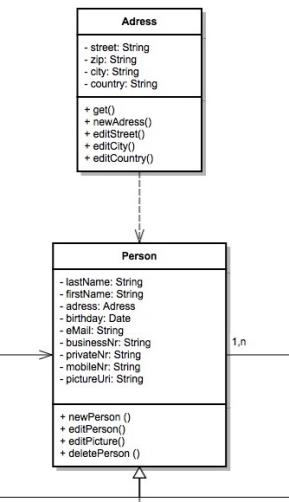 Adress
- street: String
- zip: String
- city: String
- country: String
+ get()
+ newAdress()
+ editStreet()
+ editCity()
+ editCountry()
Person
- lastName: String
- firstName: String
- adress: Adress
- birthday: Date
- eMail: String
- businessNr: String
- privateNr: String
- mobileNr: String
- pictureUri: String
1,n
+ newPerson ()
+ editPerson()
+ editPicture()
+ deletePerson ()